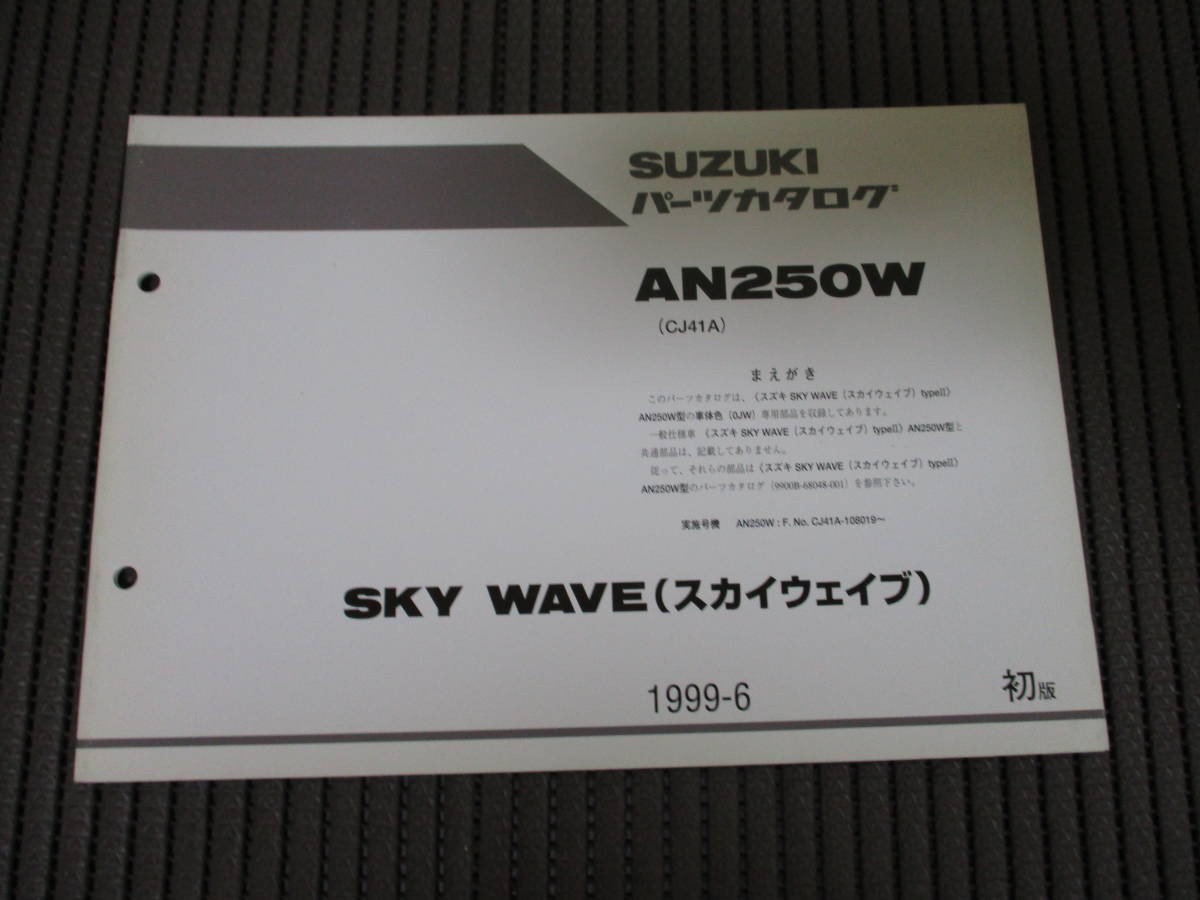 SUZUKI
パーツカタログ
AN250W
(CJ41A)
まえがき
このパーツカタログは、《スズキ SKY WAVE（スカイウェイブ）typeII》
AN250W型の車体色（0JW）専用部品を収録してあります。
一般仕様車 《スズキ SKY WAVE（スカイウェイブ）typeII》AN250W型と
共通部品は、記載してありません。
従って、それらの部品は《スズキ SKY WAVE（スカイウェイブ）typeII》
AN250W型のパーツカタログ（9900B-68048-001）を参照下さい。
実施号機 AN250W : F. No. CJ41A-108019～
SKY WAVE（スカイウェイブ）
1999-6
初版